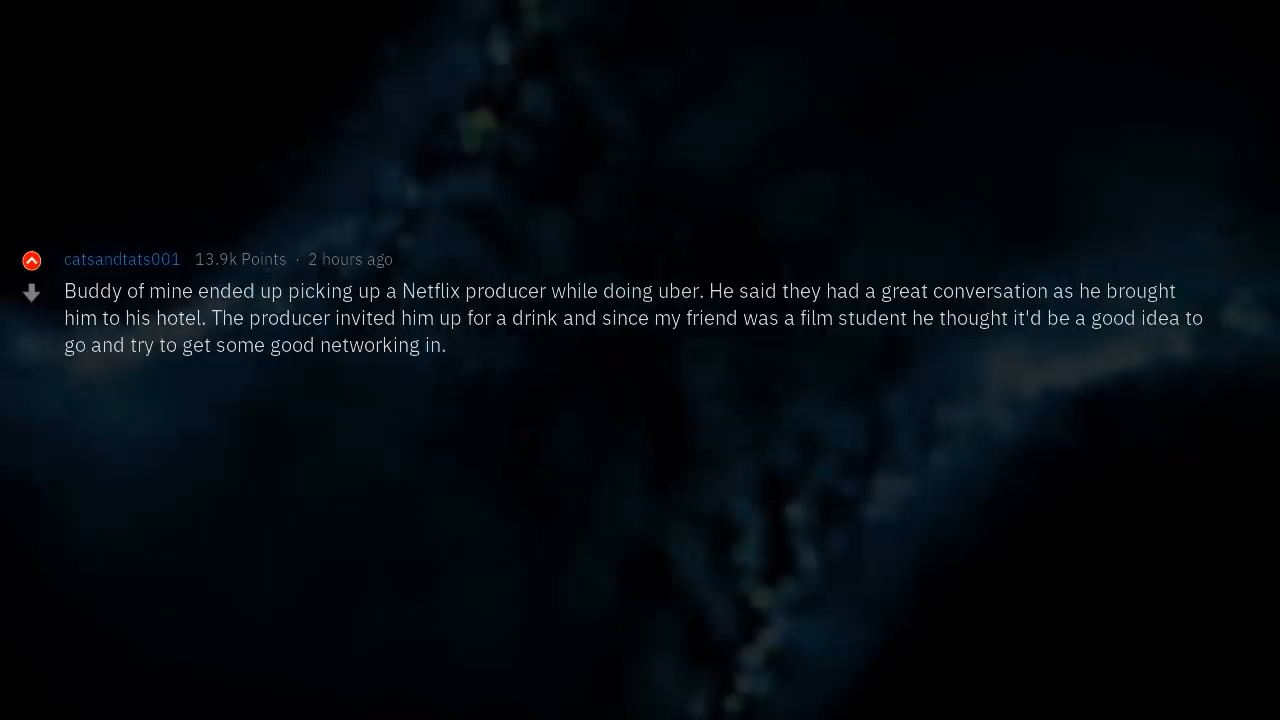 catsandtats001 13.9k Points · 2 hours ago
Buddy of mine ended up picking up a Netflix producer while doing uber. He said they had a great conversation as he brought
him to his hotel. The producer invited him up for a drink and since my friend was a film student he thought it'd be a good idea to
go and try to get some good networking in.